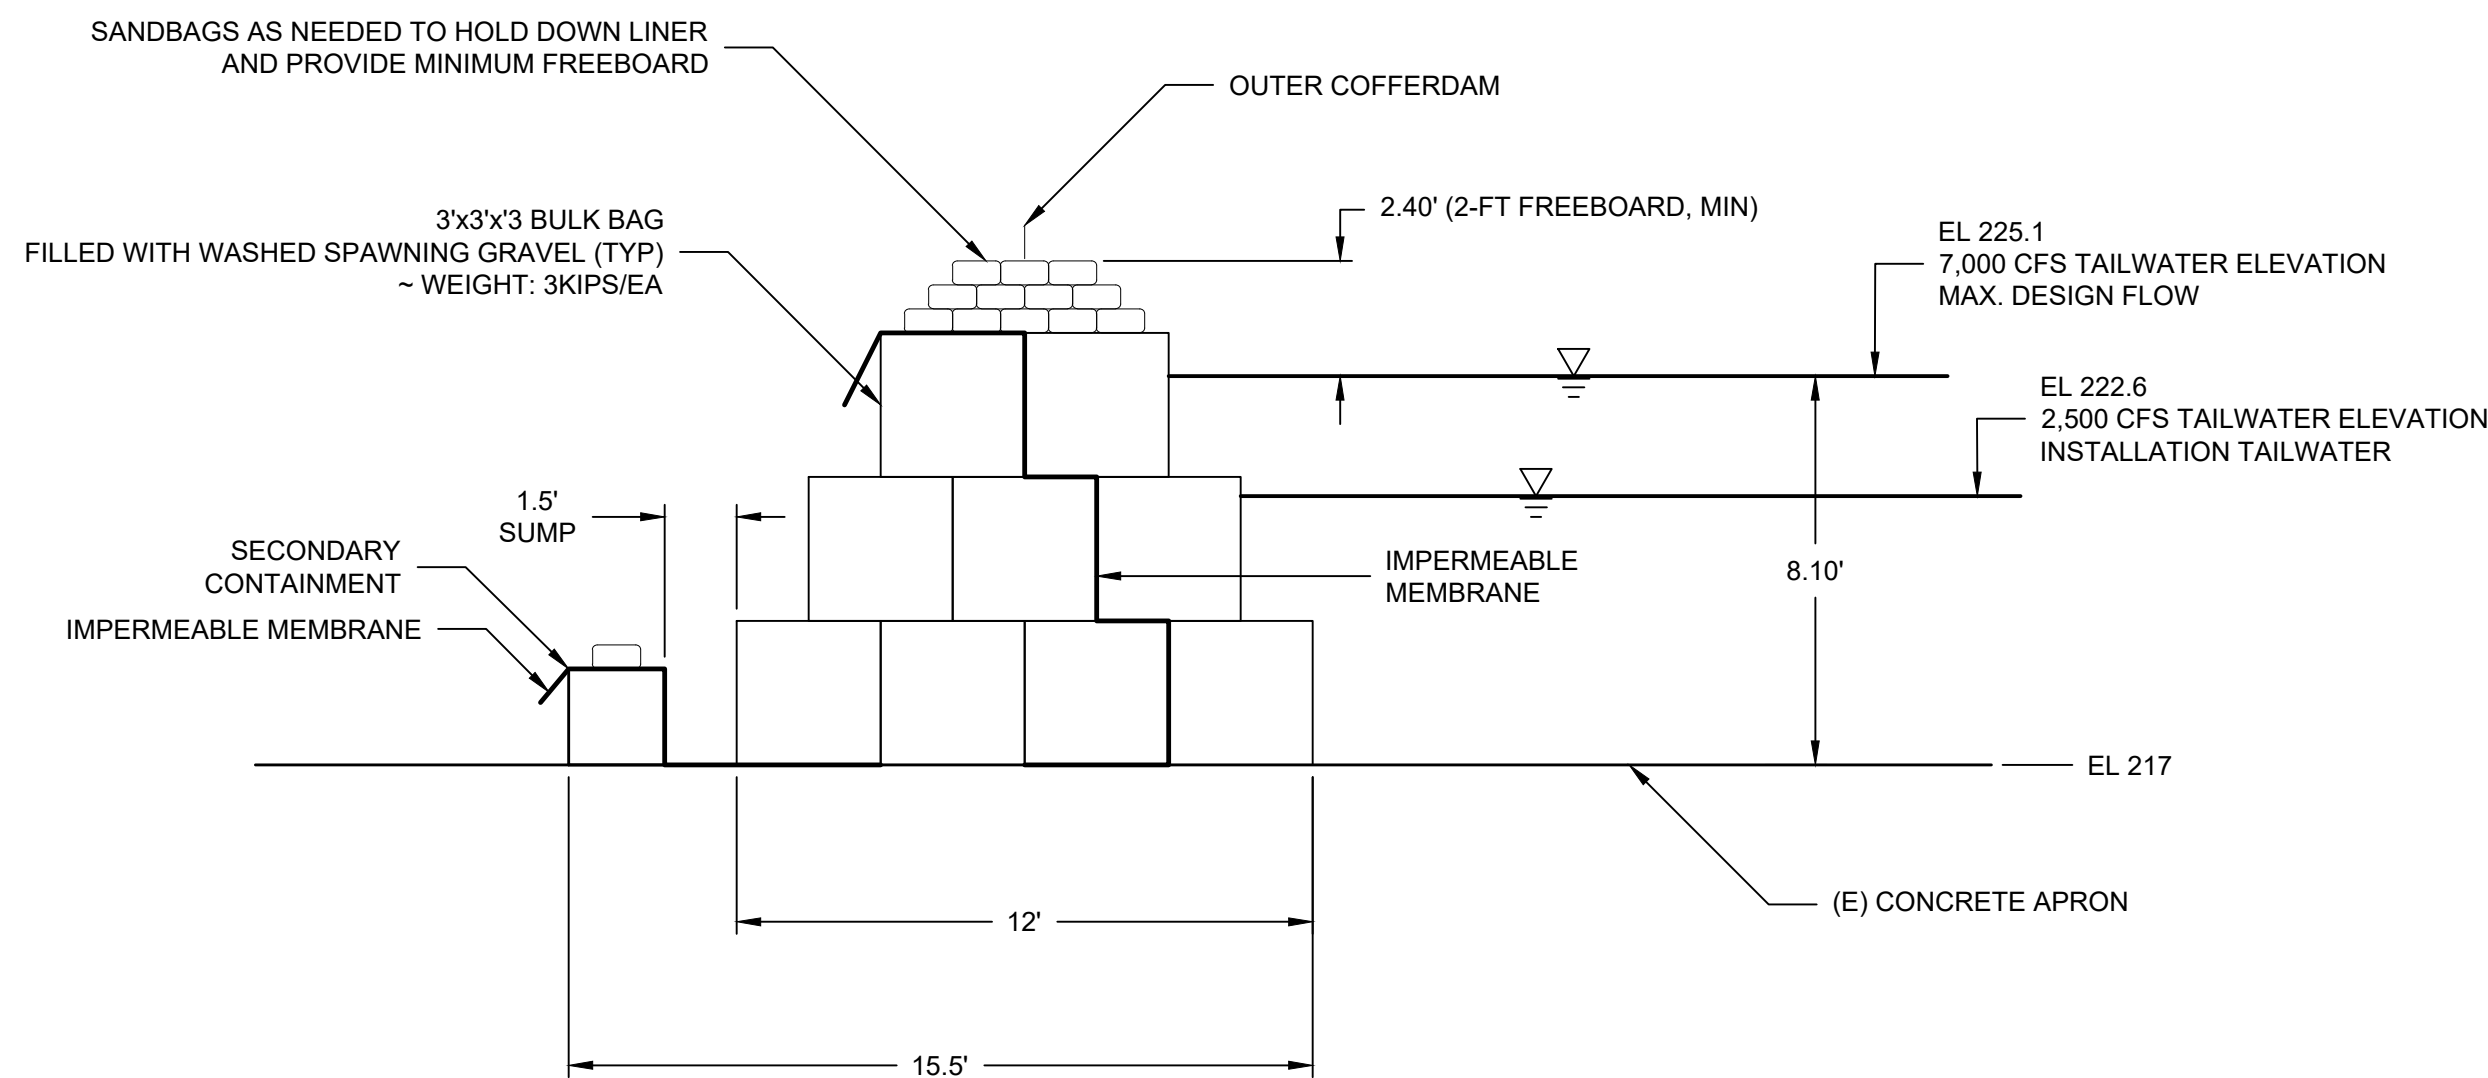 SANDBAGS AS NEEDED TO HOLD DOWN LINER
AND PROVIDE MINIMUM FREEBOARD
OUTER COFFERDAM
3'x3'x'3 BULK BAG
FILLED WITH WASHED SPAWNING GRAVEL (TYP)
~ WEIGHT: 3KIPS/EA
2.40' (2-FT FREEBOARD, MIN)
EL 225.1
7,000 CFS TAILWATER ELEVATION
MAX. DESIGN FLOW
EL 222.6
2,500 CFS TAILWATER ELEVATION
INSTALLATION TAILWATER
1.5'
SUMP
SECONDARY
CONTAINMENT
IMPERMEABLE MEMBRANE
IMPERMEABLE
MEMBRANE
8.10'
EL 217
(E) CONCRETE APRON
12'
15.5'